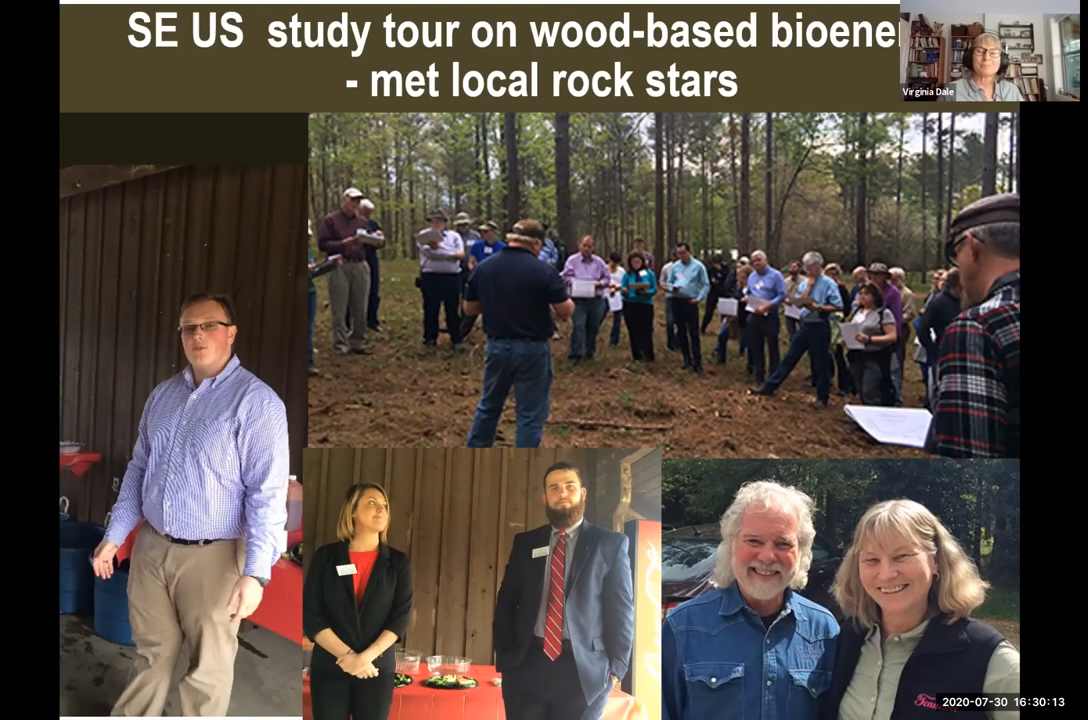 SE US study tour on wood-based bioener
- met local rock stars
Virginia Dale
2020-07-30 16:30:13